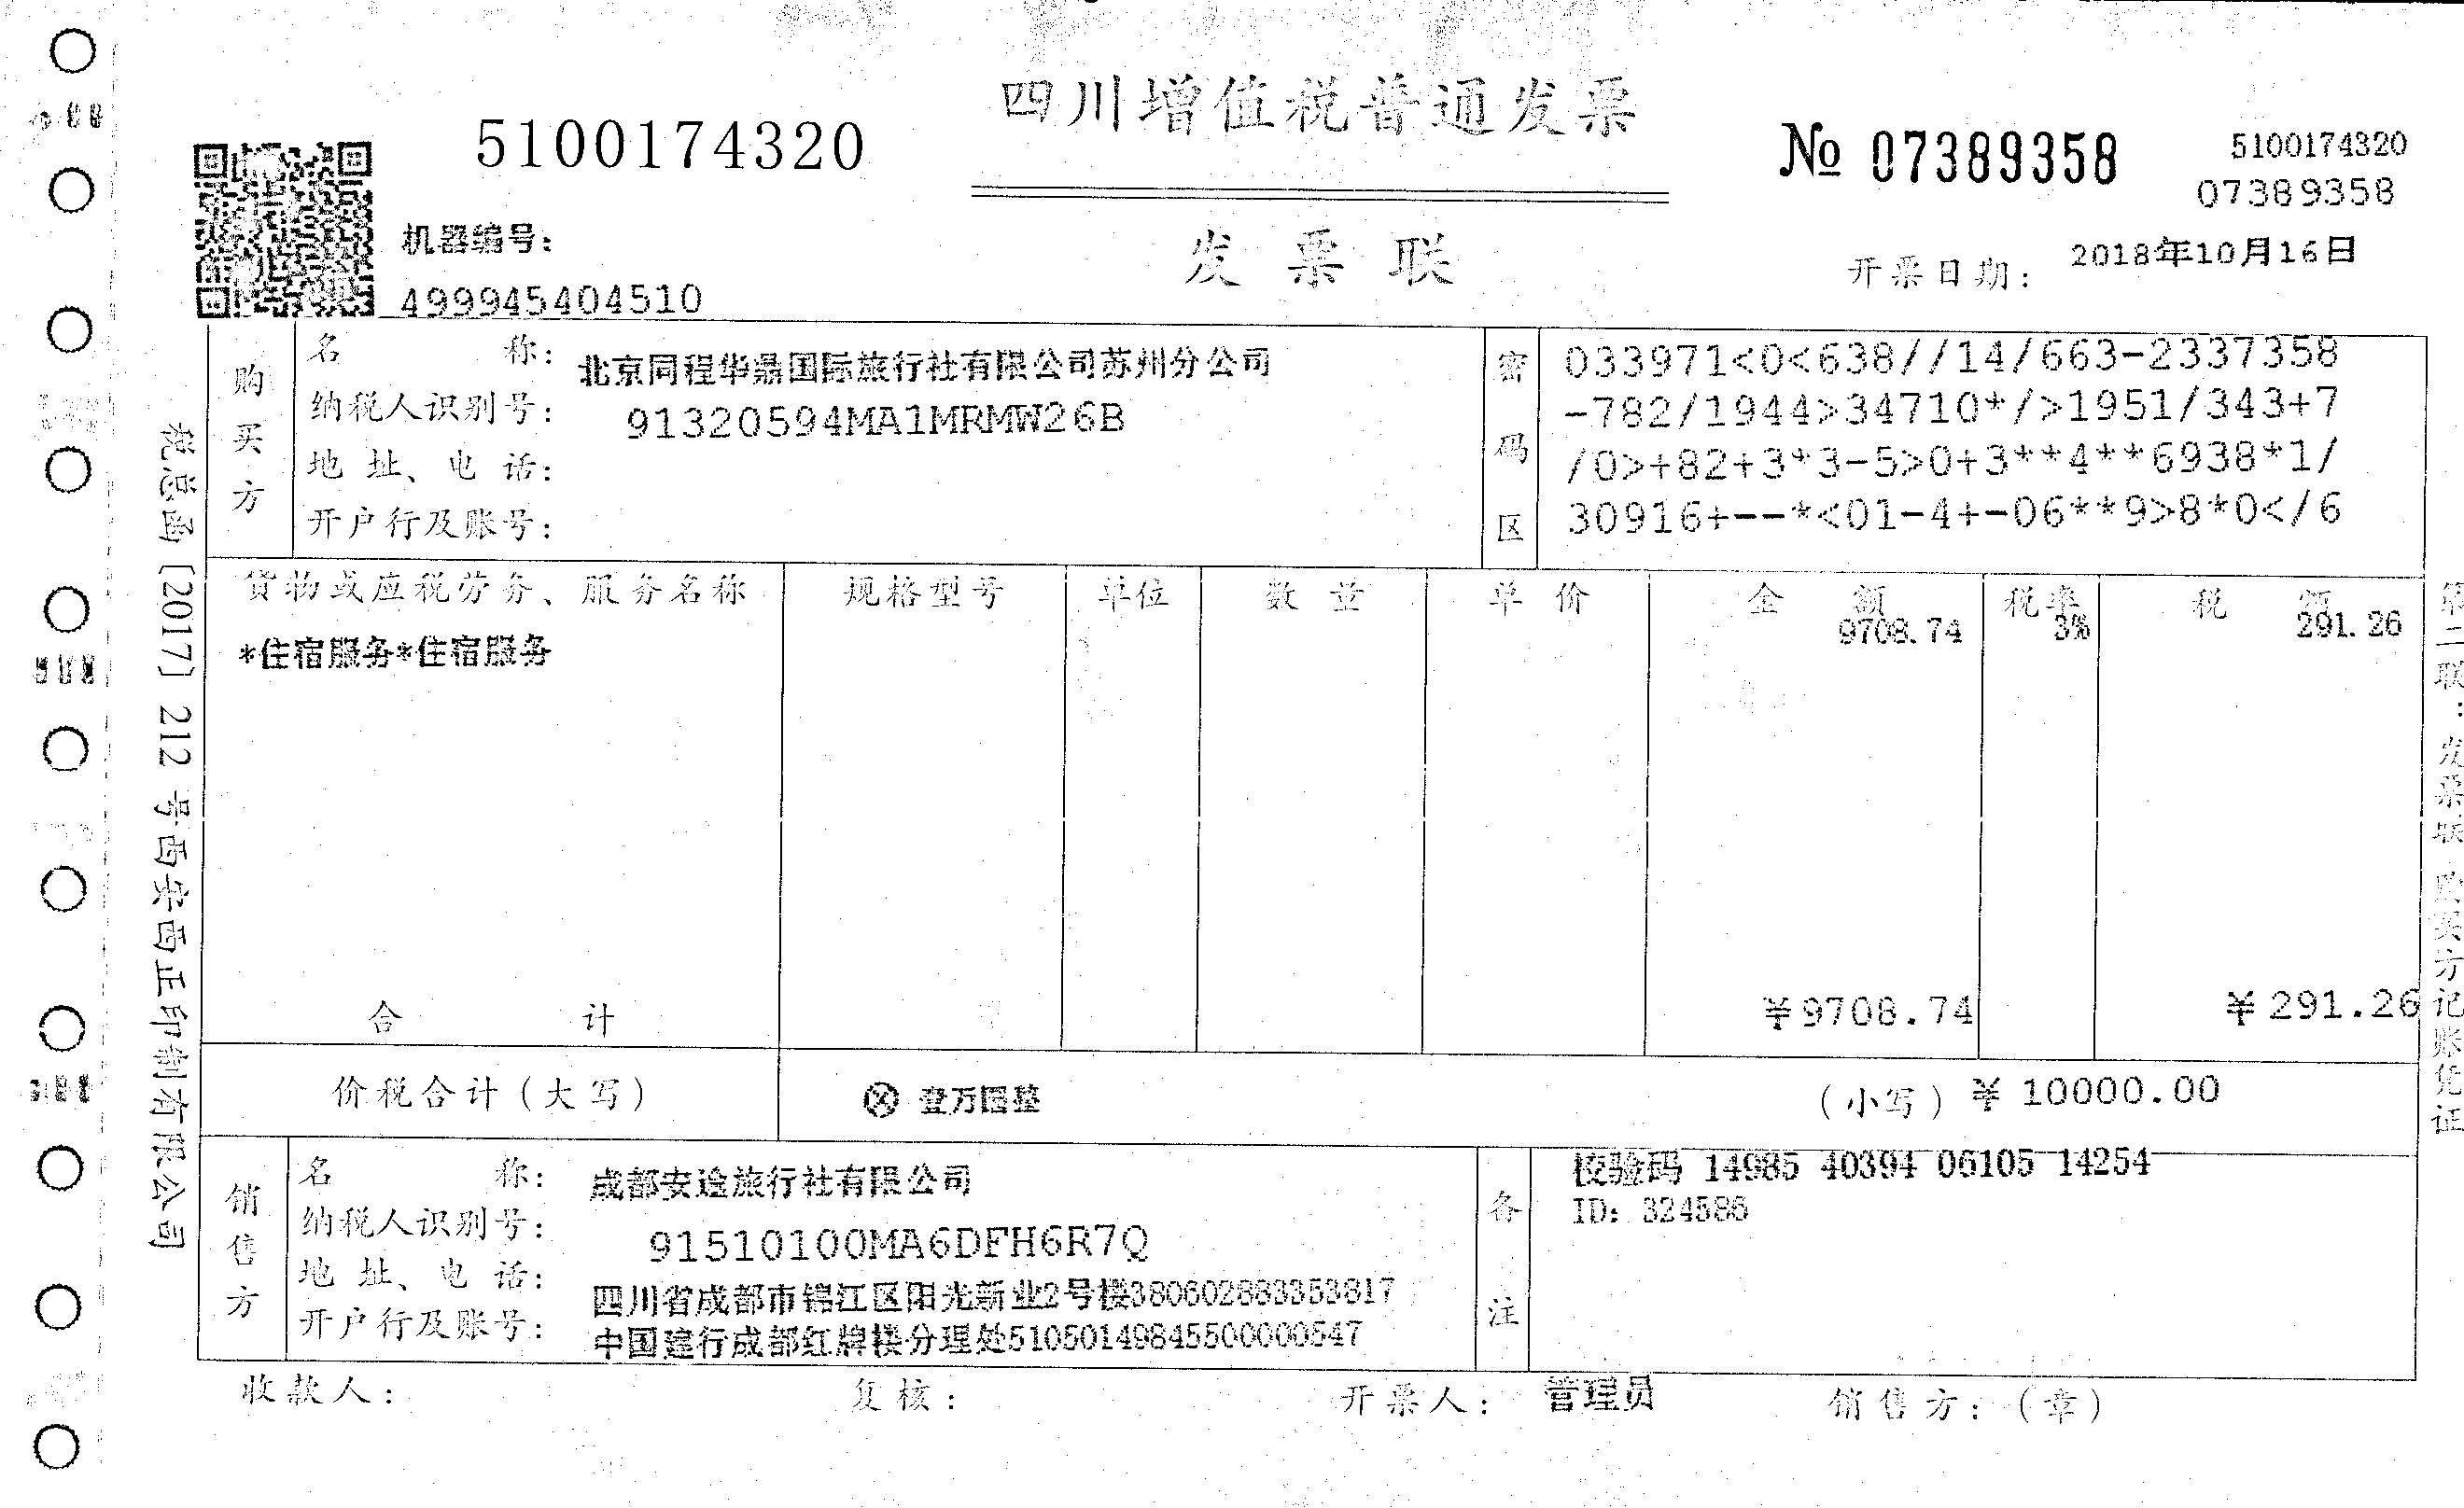 四川增值税普通发票
5100174320
№ 07389358
5100174320
07389358
机器编号:
499945404510
发票联
开票日期: 2018年10月16日
购买方
名称: 北京同程华鼎国际旅行社有限公司苏州分公司
纳税人识别号: 91320594MA1MRMW26B
地址、电话:
开户行及账号:
密码区
033971<0<638//14/663-2337358
-782/1944>34710*/>1951/343+7
/0>+82+3*3-5>0+3**4**6938*1/
30916+--*<01-4+-06**9>8*0</6
货物或应税劳务、服务名称 规格型号 单位 数量 单价 金额 税率 税额
*住宿服务*住宿服务 9708.74 3% 291.26
合计 ¥9708.74 ¥291.26
价税合计(大写) ⊗ 壹万圆整 (小写) ¥ 10000.00
销售方
名称: 成都安途旅行社有限公司
纳税人识别号: 91510100MA6DFH6R7Q
地址、电话: 四川省成都市锦江区阳光新业2号楼380602883353817
开户行及账号: 中国建行成都红牌楼分理处51050149845500000547
备注
校验码 14985 40394 06105 14254
ID: 324586
收款人: 复核: 开票人: 管理员 销售方:(章)
税总函〔2017〕212号西安西正印制有限公司
第二联:发票联 购买方记账凭证